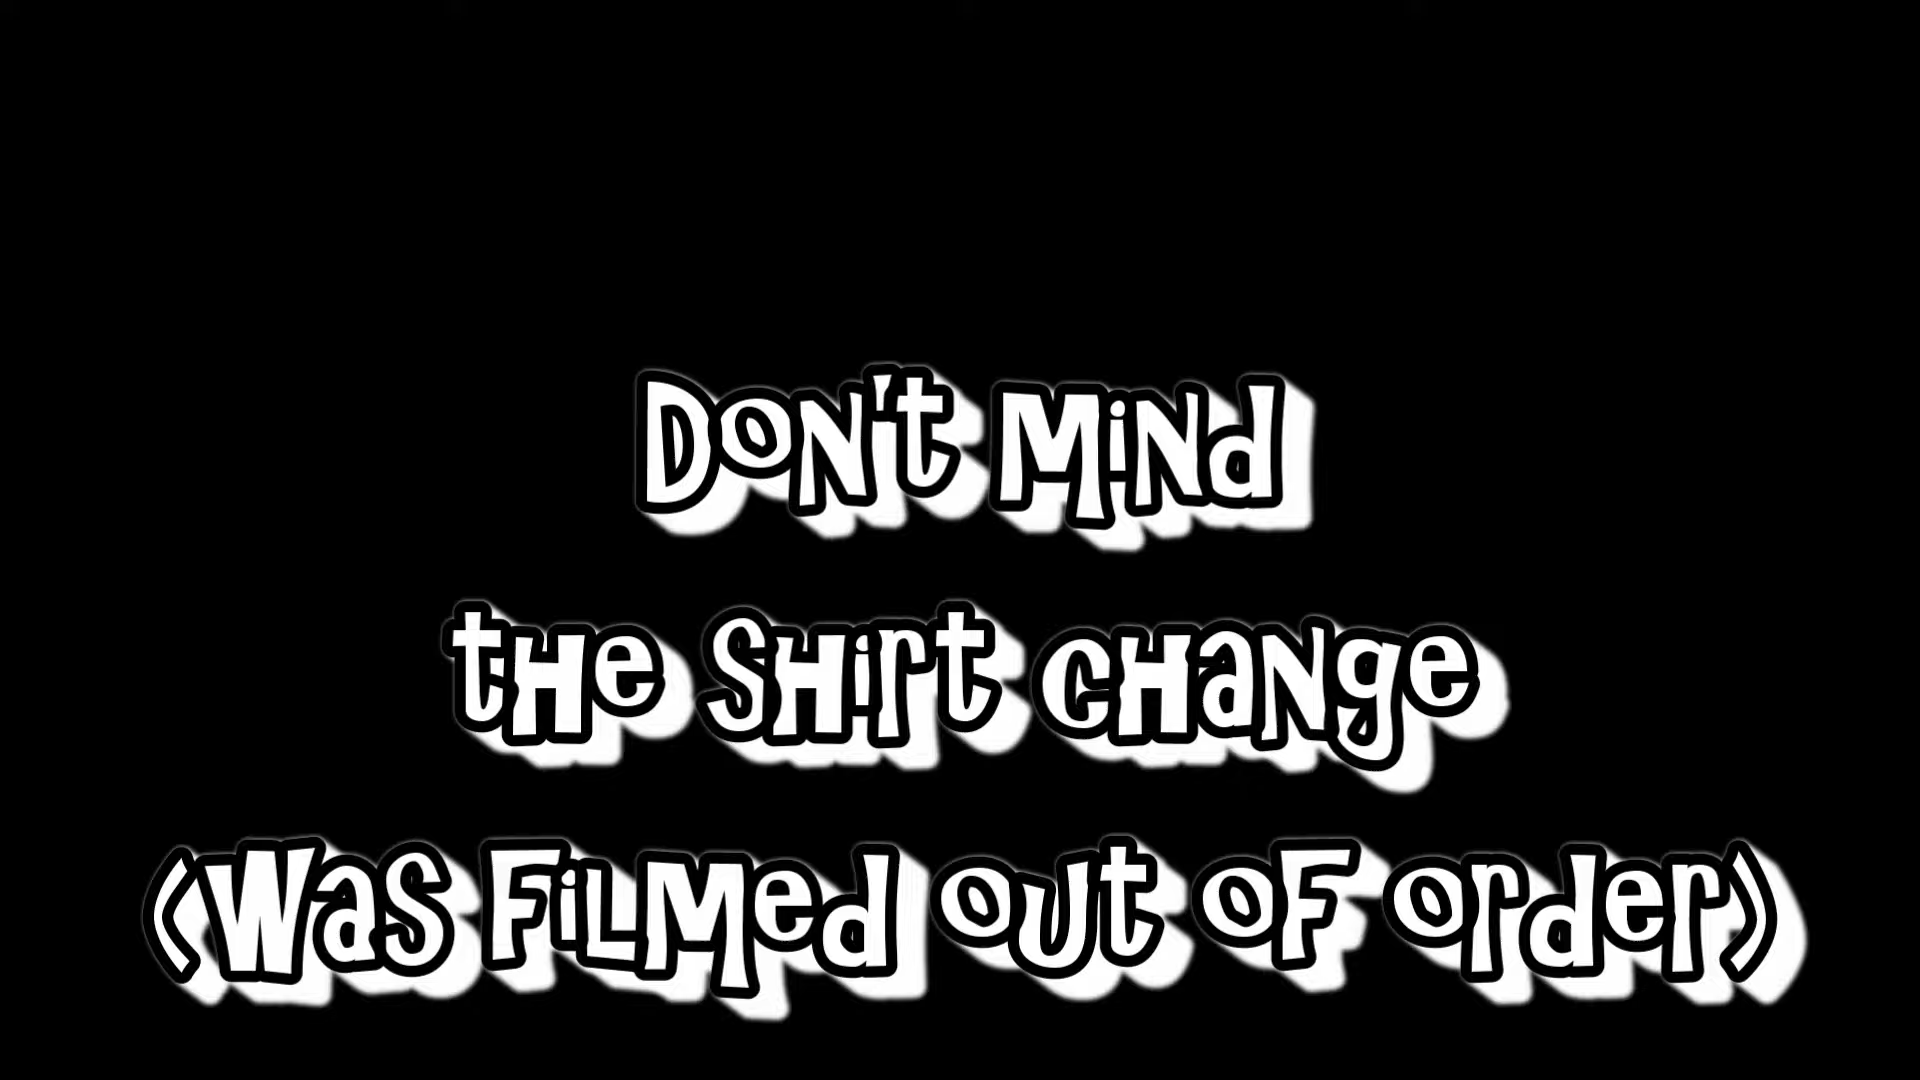 Don't Mind
the Shirt Change
(Was Filmed out of order)